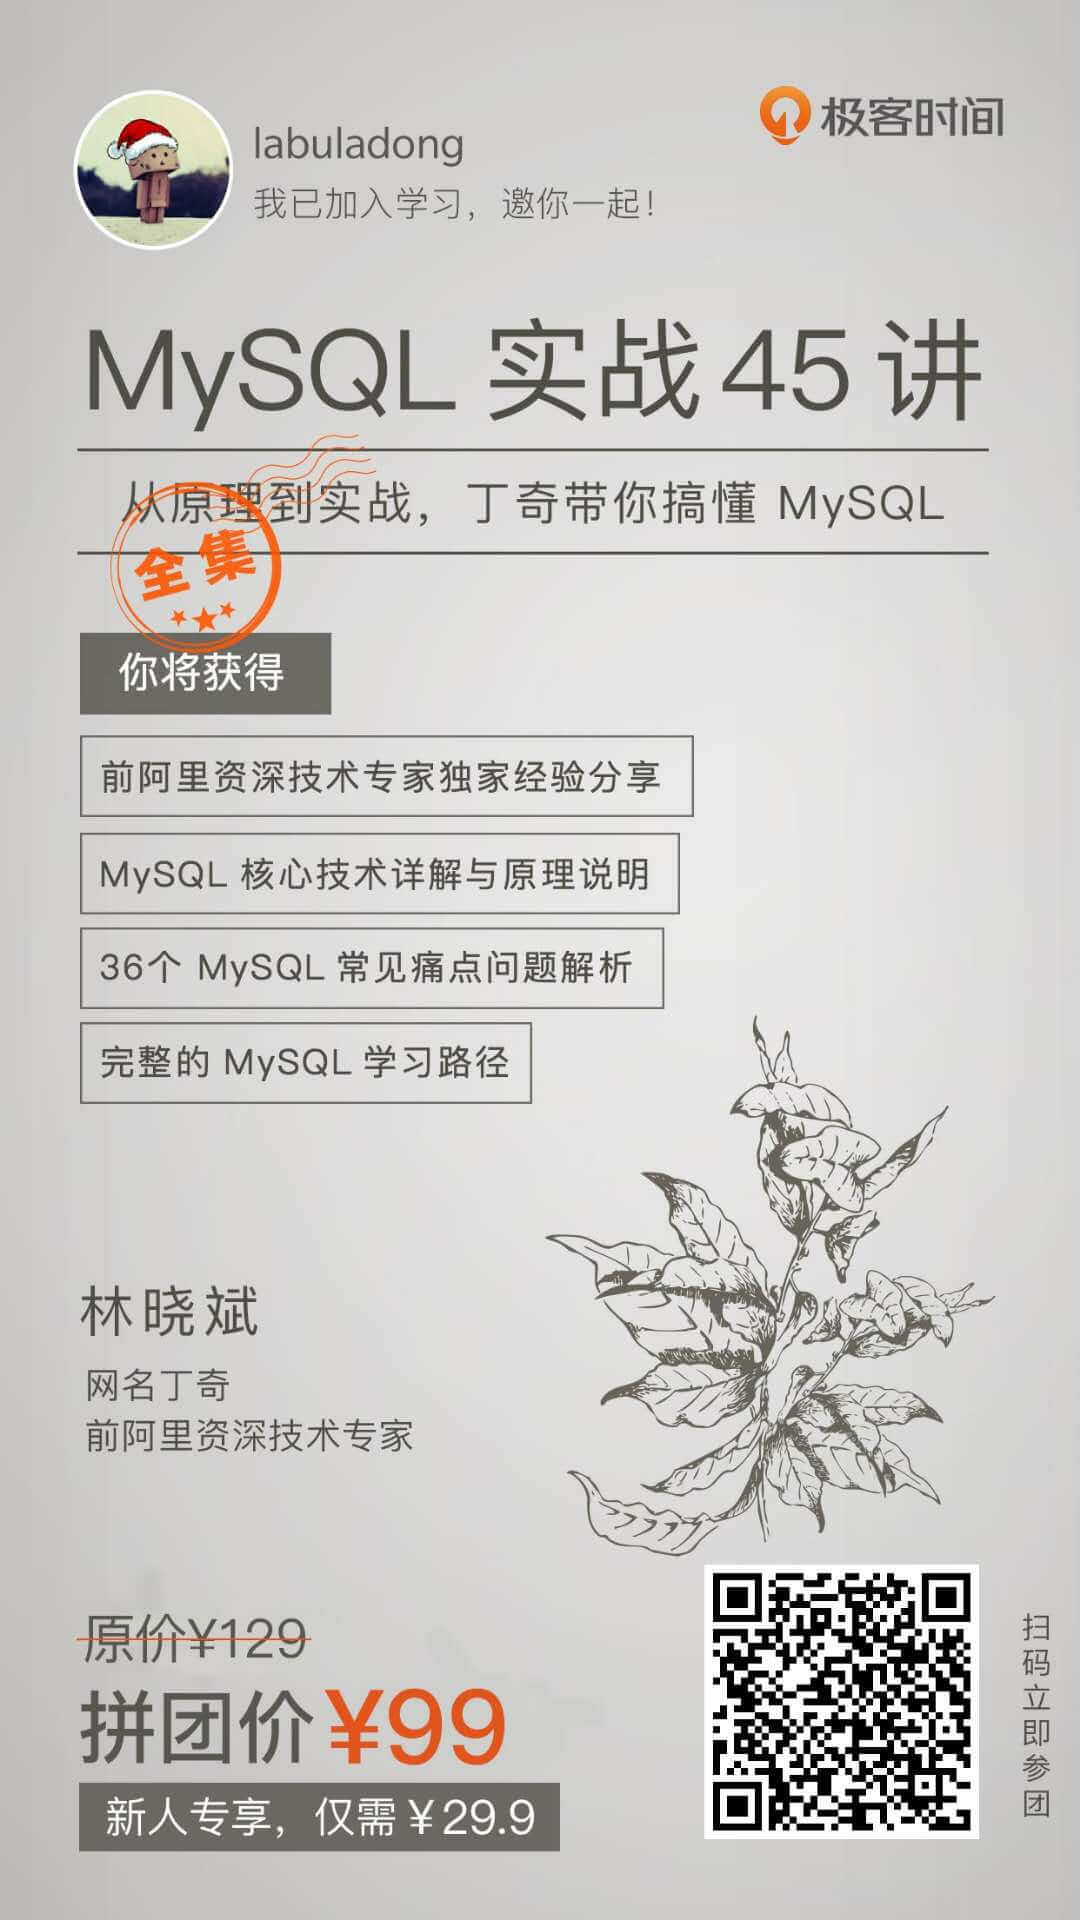 labuladong
我已加入学习，邀你一起！
极客时间
MySQL 实战 45 讲
从原理到实战，丁奇带你搞懂 MySQL
全集
你将获得
前阿里资深技术专家独家经验分享
MySQL 核心技术详解与原理说明
36个 MySQL 常见痛点问题解析
完整的 MySQL 学习路径
林晓斌
网名丁奇
前阿里资深技术专家
原价¥129
拼团价¥99
新人专享，仅需¥29.9
扫码立即参团